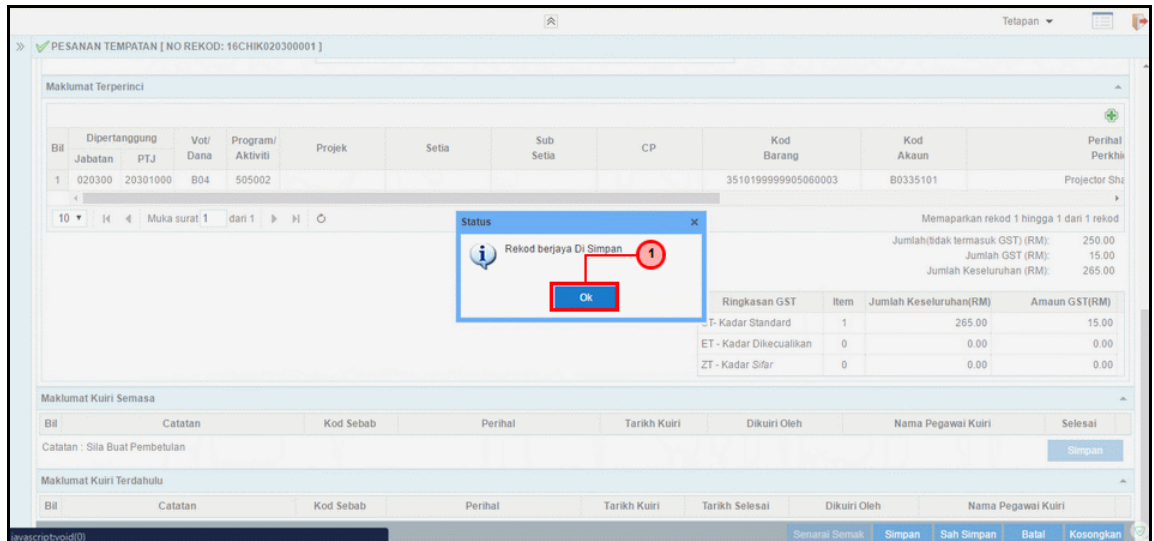 Tetapan
PESANAN TEMPATAN [ NO REKOD: 16CHIK020300001 ]
Maklumat Terperinci
Bil Dipertanggung Vot/ Dana Program/ Aktiviti Projek Setia Sub Setia CP Kod Barang Kod Akaun Perihal Perkhi
Jabatan PTJ
1 020300 20301000 B04 505002 3510199999905060003 B0335101 Projector Sha
10 Muka surat 1 dari 1 Memaparkan rekod 1 hingga 1 dari 1 rekod
Status x
Rekod berjaya Di Simpan
1
Ok
Jumlah(tidak termasuk GST) (RM): 250.00
Jumlah GST (RM): 15.00
Jumlah Keseluruhan (RM): 265.00
Ringkasan GST Item Jumlah Keseluruhan(RM) Amaun GST(RM)
T- Kadar Standard 1 265.00 15.00
ET - Kadar Dikecualikan 0 0.00 0.00
ZT - Kadar Sifar 0 0.00 0.00
Maklumat Kuiri Semasa
Bil Catatan Kod Sebab Perihal Tarikh Kuiri Dikuiri Oleh Nama Pegawai Kuiri Selesai
Catatan : Sila Buat Pembetulan
Simpan
Maklumat Kuiri Terdahulu
Bil Catatan Kod Sebab Perihal Tarikh Kuiri Tarikh Selesai Dikuiri Oleh Nama Pegawai Kuiri
javascript:void(0)
Senarai Semak Simpan Sah Simpan Batal Kosongkan